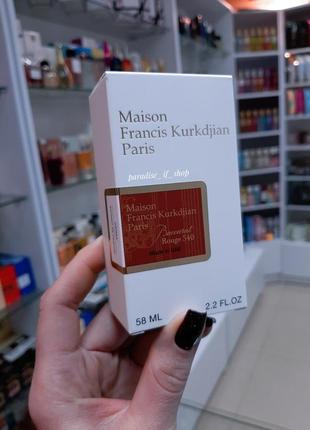 Maison
Francis Kurkdjian
Paris
paradise_if_shop
Maison
Francis Kurkdjian
Paris
Baccarat
Rouge 540
58 ML
2.2 FL.OZ